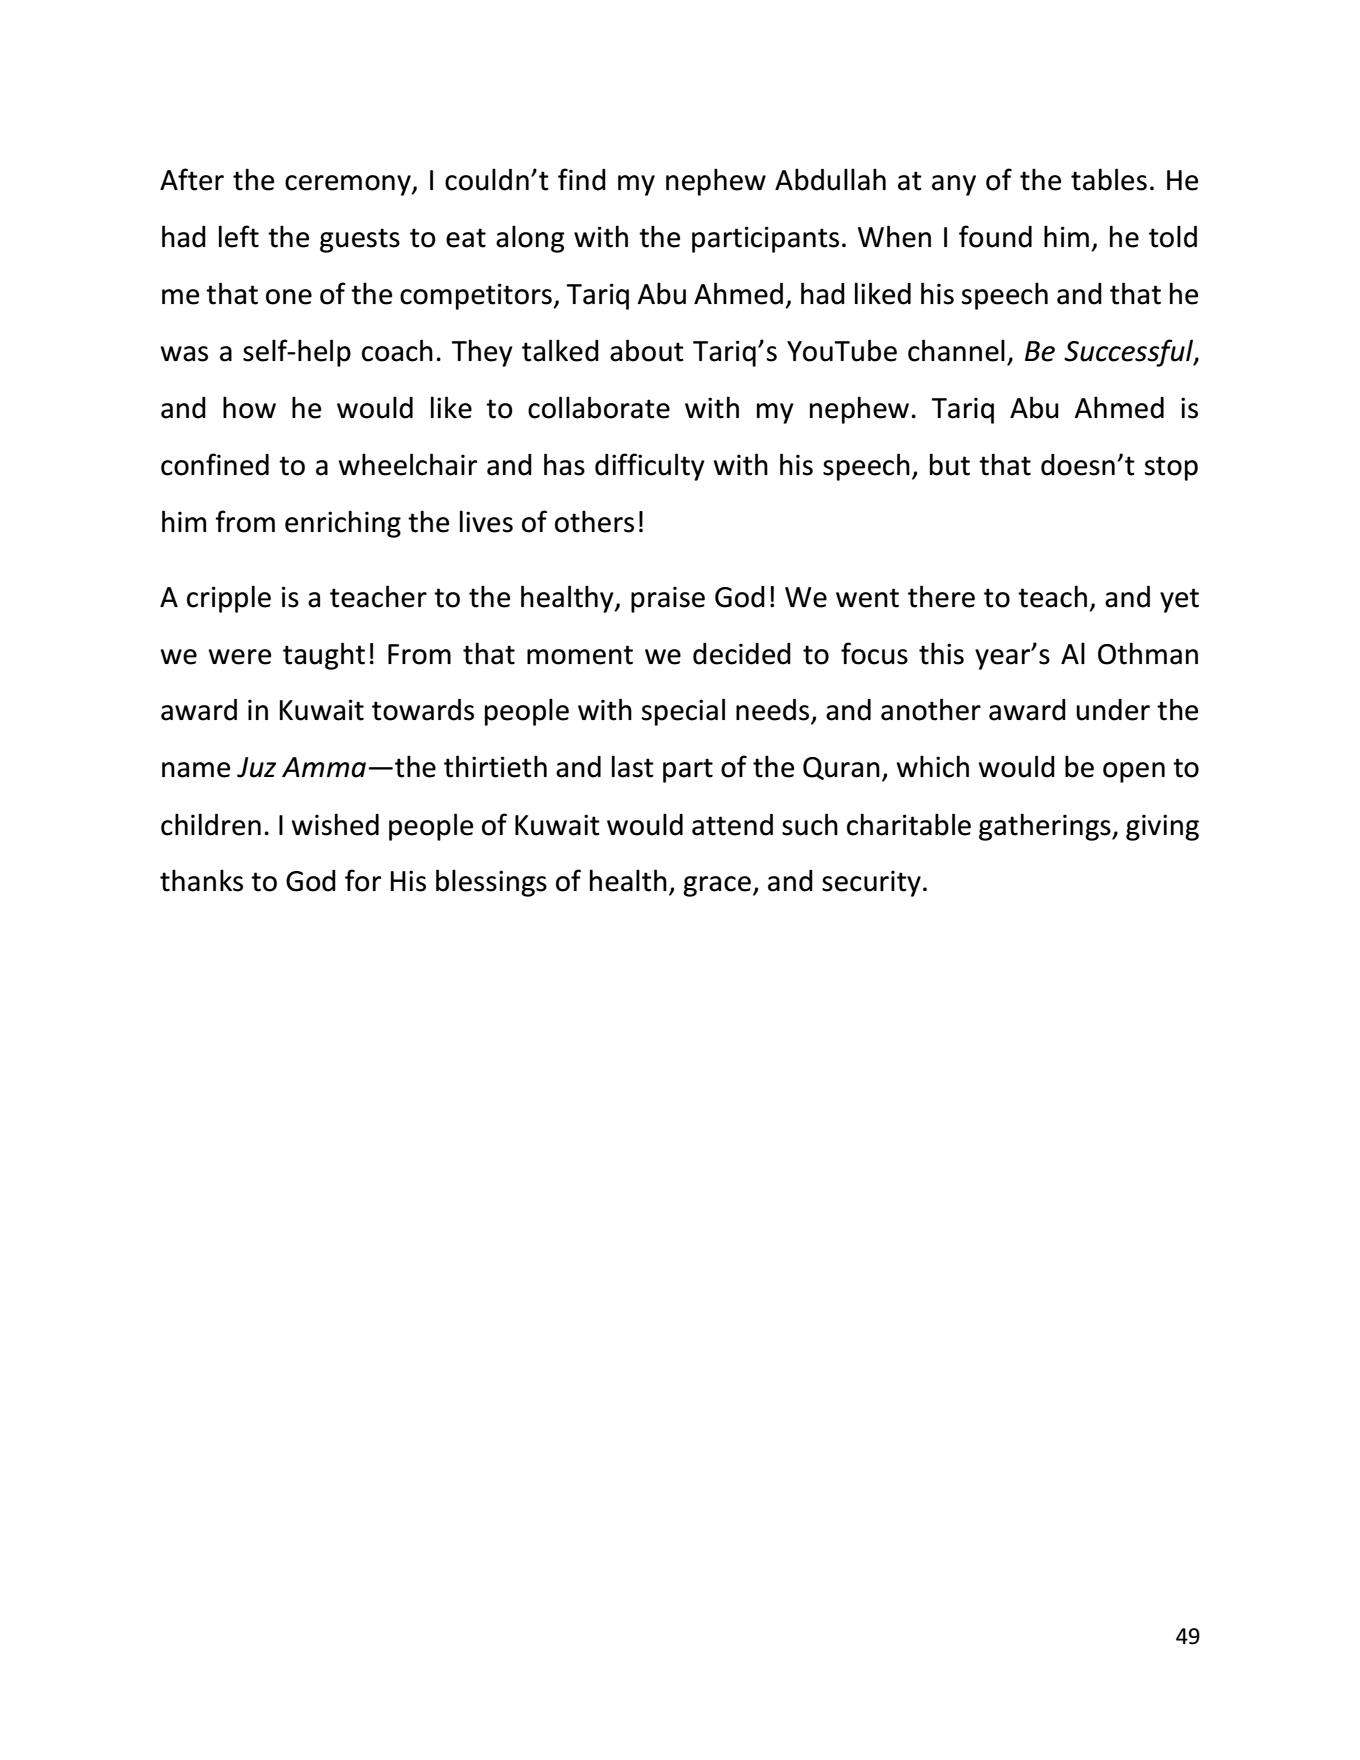 After the ceremony, I couldn’t find my nephew Abdullah at any of the tables. He
had left the guests to eat along with the participants. When I found him, he told
me that one of the competitors, Tariq Abu Ahmed, had liked his speech and that he
was a self-help coach. They talked about Tariq’s YouTube channel, Be Successful,
and how he would like to collaborate with my nephew. Tariq Abu Ahmed is
confined to a wheelchair and has difficulty with his speech, but that doesn’t stop
him from enriching the lives of others!
A cripple is a teacher to the healthy, praise God! We went there to teach, and yet
we were taught! From that moment we decided to focus this year’s Al Othman
award in Kuwait towards people with special needs, and another award under the
name Juz Amma—the thirtieth and last part of the Quran, which would be open to
children. I wished people of Kuwait would attend such charitable gatherings, giving
thanks to God for His blessings of health, grace, and security.
49